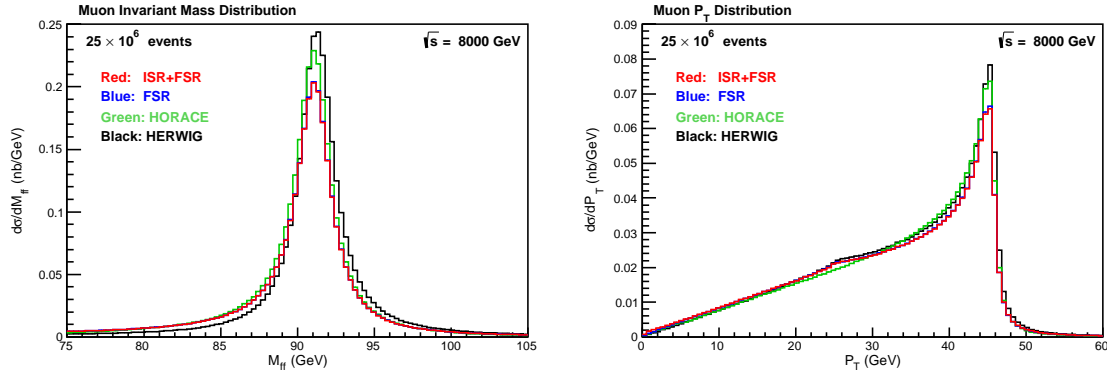 Muon Invariant Mass Distribution
25 × 10⁶ events
√s = 8000 GeV
Red: ISR+FSR
Blue: FSR
Green: HORACE
Black: HERWIG
dσ/dM_ff (nb/GeV)
0.25
0.2
0.15
0.1
0.05
0
75 80 85 90 95 100 105
M_ff (GeV)
Muon P_T Distribution
25 × 10⁶ events
√s = 8000 GeV
Red: ISR+FSR
Blue: FSR
Green: HORACE
Black: HERWIG
dσ/dP_T (nb/GeV)
0.09
0.08
0.07
0.06
0.05
0.04
0.03
0.02
0.01
0
0 10 20 30 40 50 60
P_T (GeV)